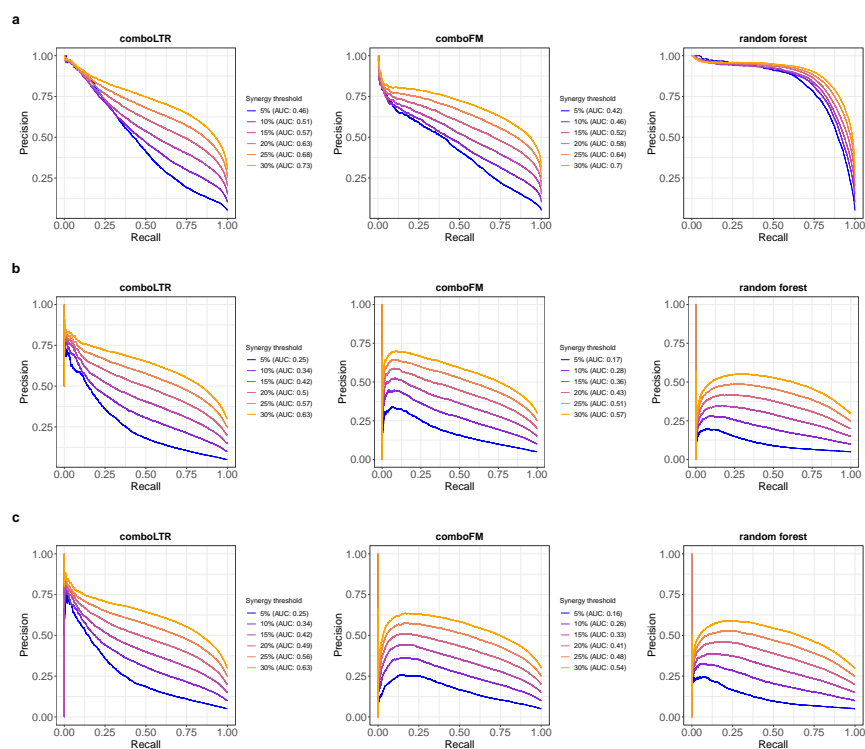 a
comboLTR
1.00
0.75
0.50
0.25
Precision
0.00 0.25 0.50 0.75 1.00
Recall
Synergy threshold
5% (AUC: 0.46)
10% (AUC: 0.51)
15% (AUC: 0.57)
20% (AUC: 0.63)
25% (AUC: 0.68)
30% (AUC: 0.73)
comboFM
1.00
0.75
0.50
0.25
Precision
0.00 0.25 0.50 0.75 1.00
Recall
Synergy threshold
5% (AUC: 0.42)
10% (AUC: 0.46)
15% (AUC: 0.52)
20% (AUC: 0.58)
25% (AUC: 0.64)
30% (AUC: 0.7)
random forest
1.00
0.75
0.50
0.25
Precision
0.00 0.25 0.50 0.75 1.00
Recall
b
comboLTR
1.00
0.75
0.50
0.25
Precision
0.00 0.25 0.50 0.75 1.00
Recall
Synergy threshold
5% (AUC: 0.25)
10% (AUC: 0.34)
15% (AUC: 0.42)
20% (AUC: 0.5)
25% (AUC: 0.57)
30% (AUC: 0.63)
comboFM
1.00
0.75
0.50
0.25
0.00
Precision
0.00 0.25 0.50 0.75 1.00
Recall
Synergy threshold
5% (AUC: 0.17)
10% (AUC: 0.28)
15% (AUC: 0.36)
20% (AUC: 0.43)
25% (AUC: 0.51)
30% (AUC: 0.57)
random forest
1.00
0.75
0.50
0.25
0.00
Precision
0.00 0.25 0.50 0.75 1.00
Recall
c
comboLTR
1.00
0.75
0.50
0.25
0.00
Precision
0.00 0.25 0.50 0.75 1.00
Recall
Synergy threshold
5% (AUC: 0.25)
10% (AUC: 0.34)
15% (AUC: 0.42)
20% (AUC: 0.49)
25% (AUC: 0.56)
30% (AUC: 0.63)
comboFM
1.00
0.75
0.50
0.25
0.00
Precision
0.00 0.25 0.50 0.75 1.00
Recall
Synergy threshold
5% (AUC: 0.16)
10% (AUC: 0.26)
15% (AUC: 0.33)
20% (AUC: 0.41)
25% (AUC: 0.48)
30% (AUC: 0.54)
random forest
1.00
0.75
0.50
0.25
0.00
Precision
0.00 0.25 0.50 0.75 1.00
Recall